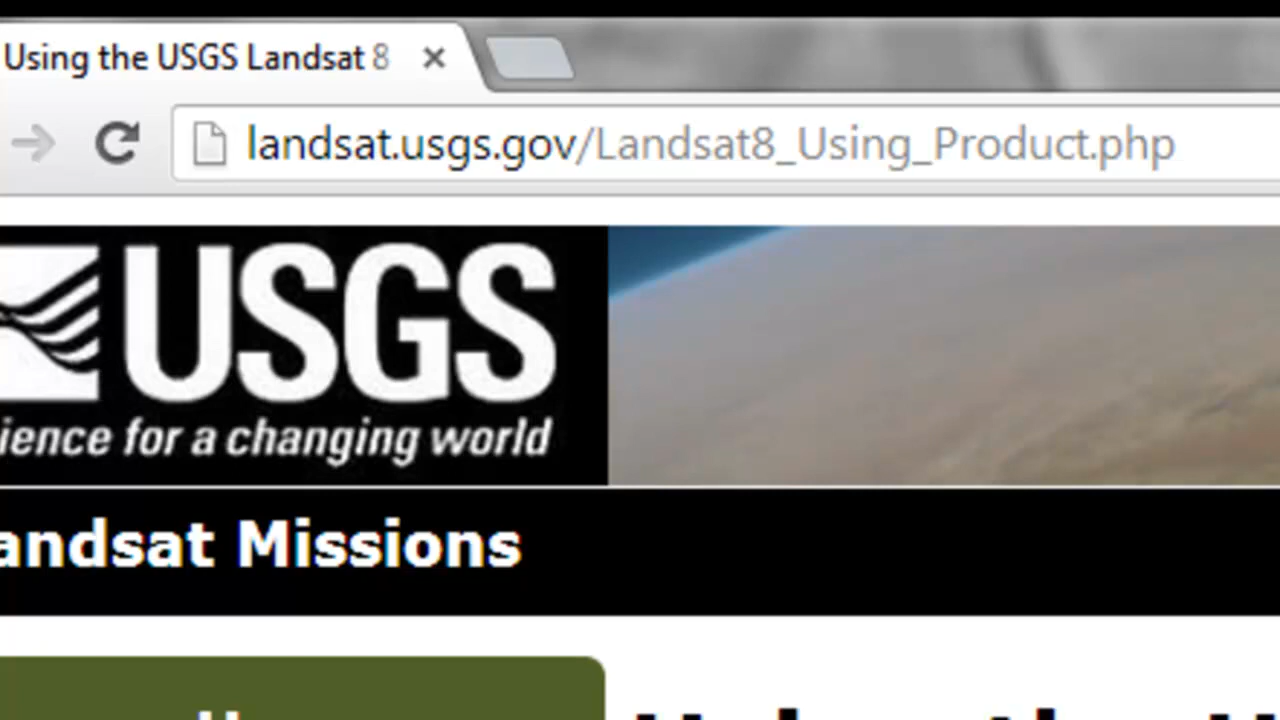 Using the USGS Landsat 8
landsat.usgs.gov/Landsat8_Using_Product.php
USGS
ience for a changing world
andsat Missions